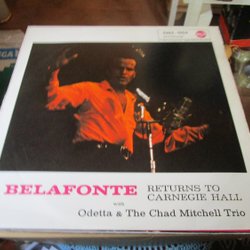 BELAFONTE RETURNS TO
CARNEGIE HALL
with
Odetta & The Chad Mitchell Trio